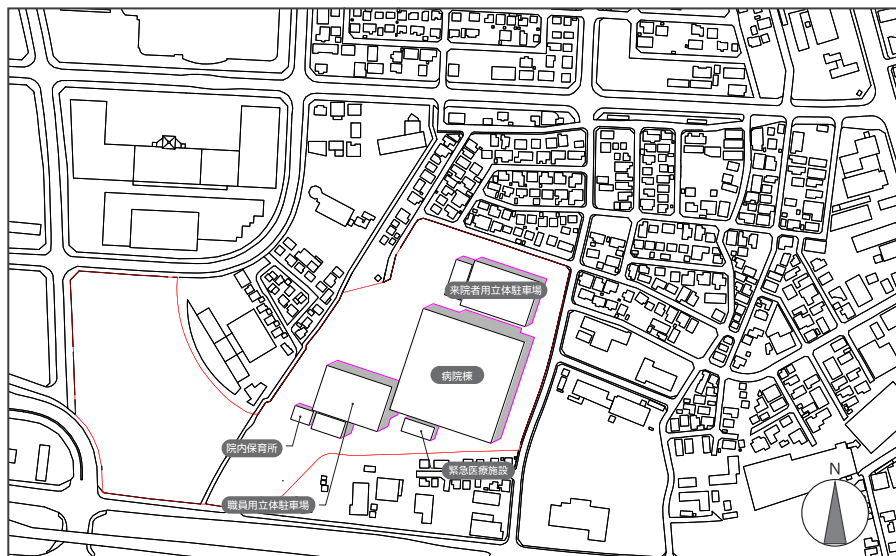 来院者用立体駐車場
病院棟
院内保育所
緊急医療施設
職員用立体駐車場
N